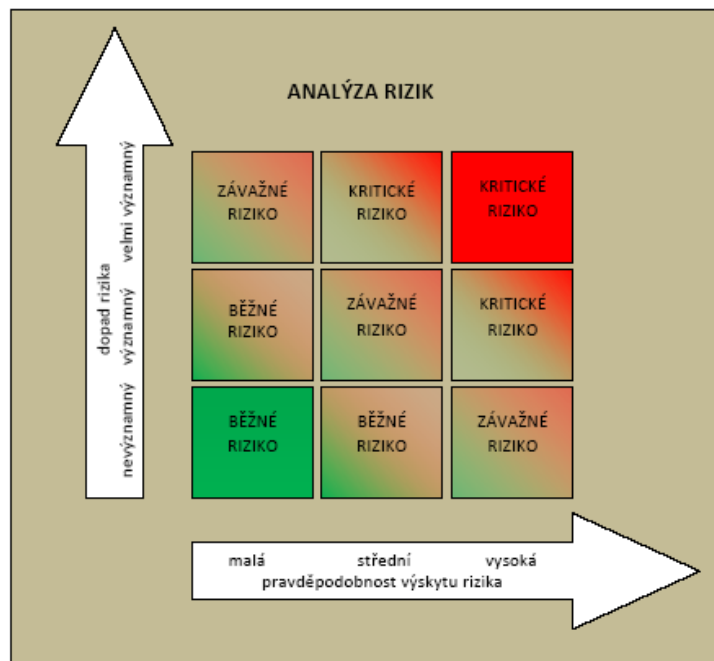 ANALÝZA RIZIK
dopad rizika
velmi významný
významný
nevýznamný
ZÁVAŽNÉ
RIZIKO
KRITICKÉ
RIZIKO
KRITICKÉ
RIZIKO
BĚŽNÉ
RIZIKO
ZÁVAŽNÉ
RIZIKO
KRITICKÉ
RIZIKO
BĚŽNÉ
RIZIKO
BĚŽNÉ
RIZIKO
ZÁVAŽNÉ
RIZIKO
malá střední vysoká
pravděpodobnost výskytu rizika